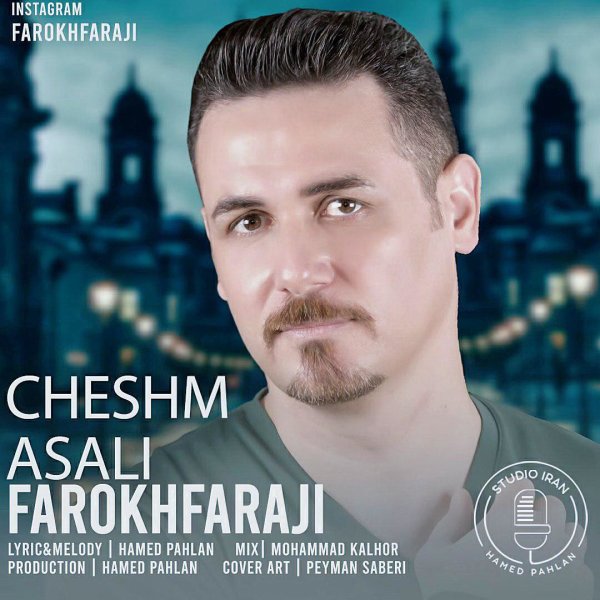 INSTAGRAM
FAROKHFARAJI
CHESHM
ASALI
FAROKHFARAJI
LYRIC&MELODY | HAMED PAHLAN MIX| MOHAMMAD KALHOR
PRODUCTION | HAMED PAHLAN COVER ART | PEYMAN SABERI
STUDIO IRAN
HAMED PAHLAN